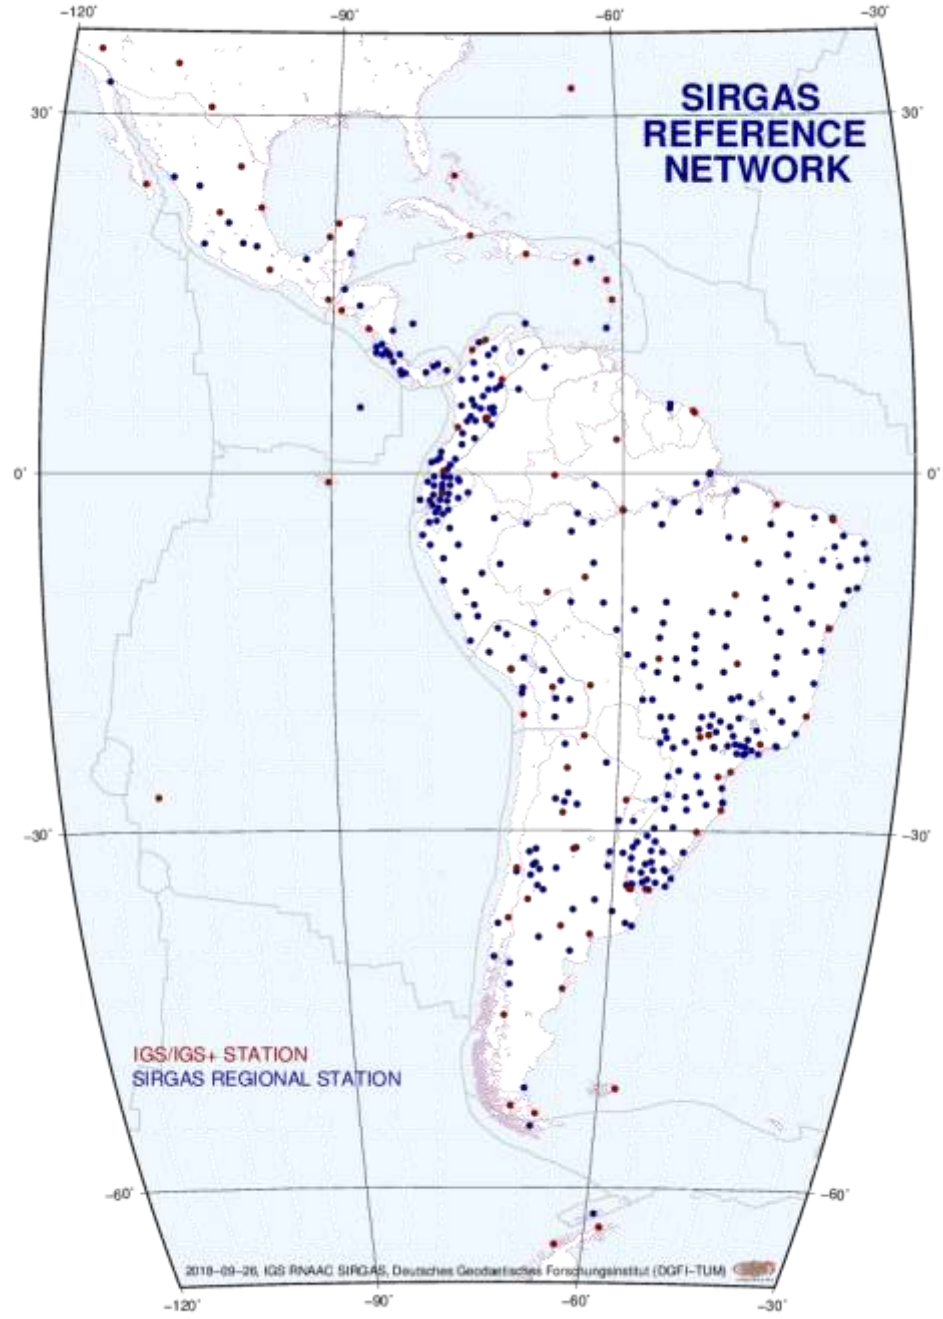 −120˚ −90˚ −60˚ −30˚
SIRGAS
REFERENCE
NETWORK
30˚ 30˚
0˚ 0˚
−30˚ −30˚
IGS/IGS+ STATION
SIRGAS REGIONAL STATION
−60˚ −60˚
2018−09−26, IGS RNAAC SIRGAS, Deutsches Geodaetisches Forschungsinstitut (DGFI−TUM)
−120˚ −90˚ −60˚ −30˚